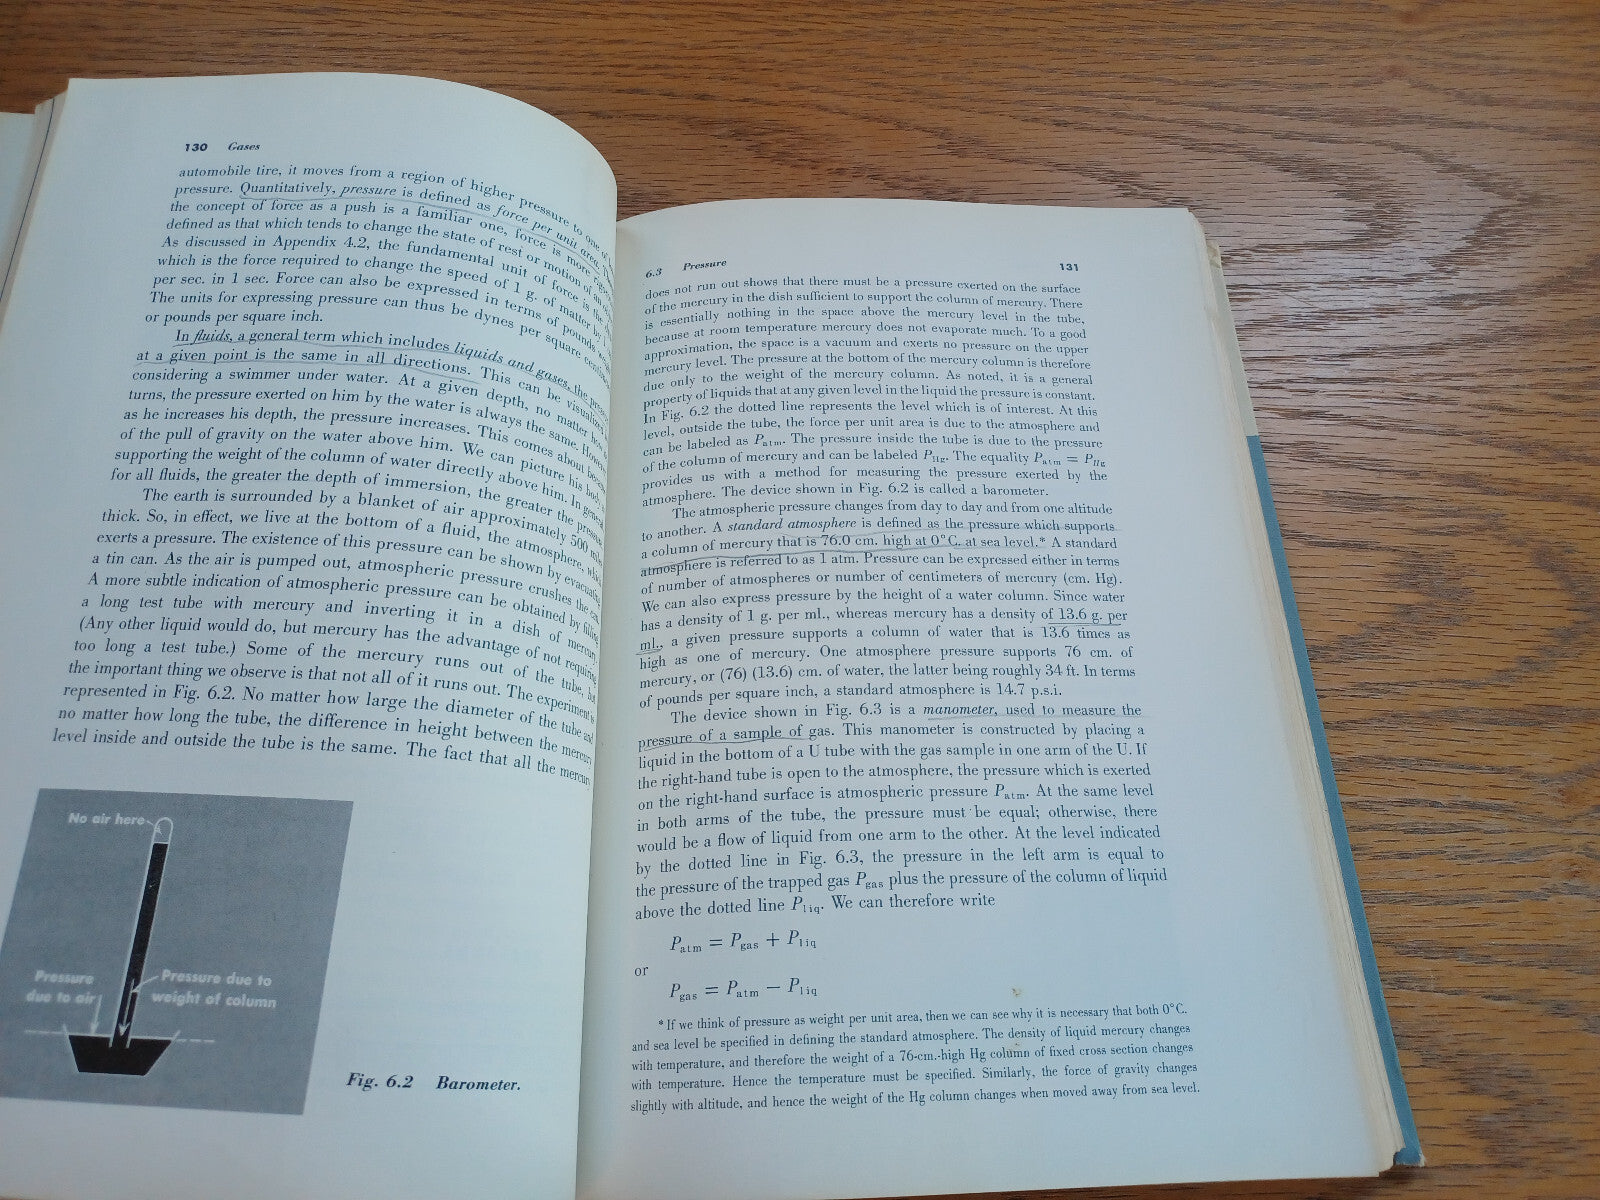 130 Gases
automobile tire, it moves from a region of higher pressure to one of
pressure. Quantitatively, pressure is defined as force per unit area.
the concept of force as a push is a familiar one, force is more
defined as that which tends to change the state of rest or motion of an
As discussed in Appendix 4.2, the fundamental unit of force is the
which is the force required to change the speed of 1 g. of matter by 1
per sec. in 1 sec. Force can also be expressed in terms of pounds
The units for expressing pressure can thus be dynes per square
or pounds per square inch.
In fluids, a general term which includes liquids and gases, the
at a given point is the same in all directions. This can be
considering a swimmer under water. At a given depth, no matter how
turns, the pressure exerted on him by the water is always the same. However
as he increases his depth, the pressure increases. This comes about
of the pull of gravity on the water above him. We can picture his body
supporting the weight of the column of water directly above him. In general
for all fluids, the greater the depth of immersion, the greater the
The earth is surrounded by a blanket of air approximately 500 miles
thick. So, in effect, we live at the bottom of a fluid, the atmosphere, which
exerts a pressure. The existence of this pressure can be shown by evacuating
a tin can. As the air is pumped out, atmospheric pressure crushes the can.
A more subtle indication of atmospheric pressure can be obtained by filling
a long test tube with mercury and inverting it in a dish of mercury.
(Any other liquid would do, but mercury has the advantage of not requiring
too long a test tube.) Some of the mercury runs out of the tube, but
the important thing we observe is that not all of it runs out. The experiment is
represented in Fig. 6.2. No matter how large the diameter of the tube and
no matter how long the tube, the difference in height between the mercury
level inside and outside the tube is the same. The fact that all the mercury
No air here
Pressure
due to air
Pressure due to
weight of column
Fig. 6.2 Barometer.
6.3 Pressure 131
does not run out shows that there must be a pressure exerted on the surface
of the mercury in the dish sufficient to support the column of mercury. There
is essentially nothing in the space above the mercury level in the tube,
because at room temperature mercury does not evaporate much. To a good
approximation, the space is a vacuum and exerts no pressure on the upper
mercury level. The pressure at the bottom of the mercury column is therefore
due only to the weight of the mercury column. As noted, it is a general
property of liquids that at any given level in the liquid the pressure is constant.
In Fig. 6.2 the dotted line represents the level which is of interest. At this
level, outside the tube, the force per unit area is due to the atmosphere and
can be labeled as Patm. The pressure inside the tube is due to the pressure
of the column of mercury and can be labeled PHg. The equality Patm = PHg
provides us with a method for measuring the pressure exerted by the
atmosphere. The device shown in Fig. 6.2 is called a barometer.
The atmospheric pressure changes from day to day and from one altitude
to another. A standard atmosphere is defined as the pressure which supports
a column of mercury that is 76.0 cm. high at 0°C. at sea level.* A standard
atmosphere is referred to as 1 atm. Pressure can be expressed either in terms
of number of atmospheres or number of centimeters of mercury (cm. Hg).
We can also express pressure by the height of a water column. Since water
has a density of 1 g. per ml., whereas mercury has a density of 13.6 g. per
ml., a given pressure supports a column of water that is 13.6 times as
high as one of mercury. One atmosphere pressure supports 76 cm. of
mercury, or (76) (13.6) cm. of water, the latter being roughly 34 ft. In terms
of pounds per square inch, a standard atmosphere is 14.7 p.s.i.
The device shown in Fig. 6.3 is a manometer, used to measure the
pressure of a sample of gas. This manometer is constructed by placing a
liquid in the bottom of a U tube with the gas sample in one arm of the U. If
the right-hand tube is open to the atmosphere, the pressure which is exerted
on the right-hand surface is atmospheric pressure Patm. At the same level
in both arms of the tube, the pressure must be equal; otherwise, there
would be a flow of liquid from one arm to the other. At the level indicated
by the dotted line in Fig. 6.3, the pressure in the left arm is equal to
the pressure of the trapped gas Pgas plus the pressure of the column of liquid
above the dotted line Pliq. We can therefore write
Patm = Pgas + Pliq
or
Pgas = Patm − Pliq
* If we think of pressure as weight per unit area, then we can see why it is necessary that both 0°C.
and sea level be specified in defining the standard atmosphere. The density of liquid mercury changes
with temperature, and therefore the weight of a 76-cm.-high Hg column of fixed cross section changes
with temperature. Hence the temperature must be specified. Similarly, the force of gravity changes
slightly with altitude, and hence the weight of the Hg column changes when moved away from sea level.